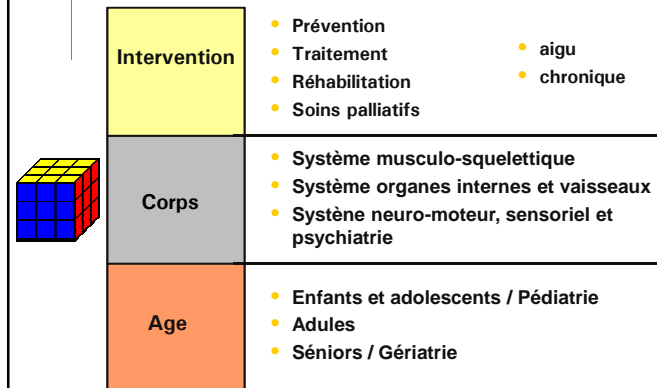 Intervention
• Prévention
• Traitement
• Réhabilitation
• Soins palliatifs
• aigu
• chronique
Corps
• Système musculo-squelettique
• Système organes internes et vaisseaux
• Systène neuro-moteur, sensoriel et
psychiatrie
Age
• Enfants et adolescents / Pédiatrie
• Adules
• Séniors / Gériatrie